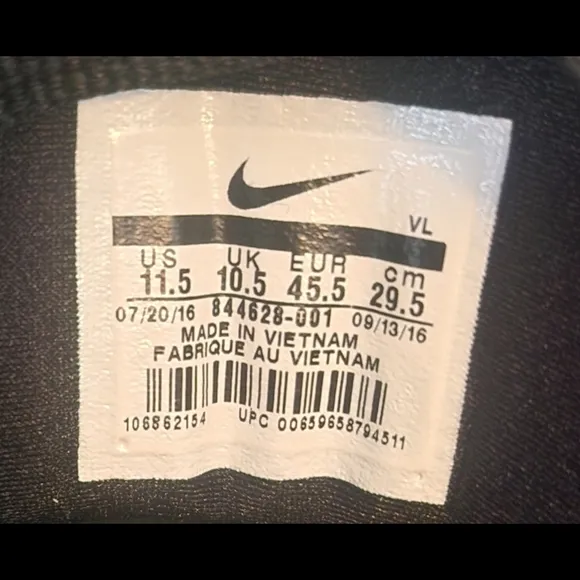 VL
US UK EUR cm
11.5 10.5 45.5 29.5
07/20/16 844628-001 09/13/16
MADE IN VIETNAM
FABRIQUE AU VIETNAM
106862154 UPC 00659658794511